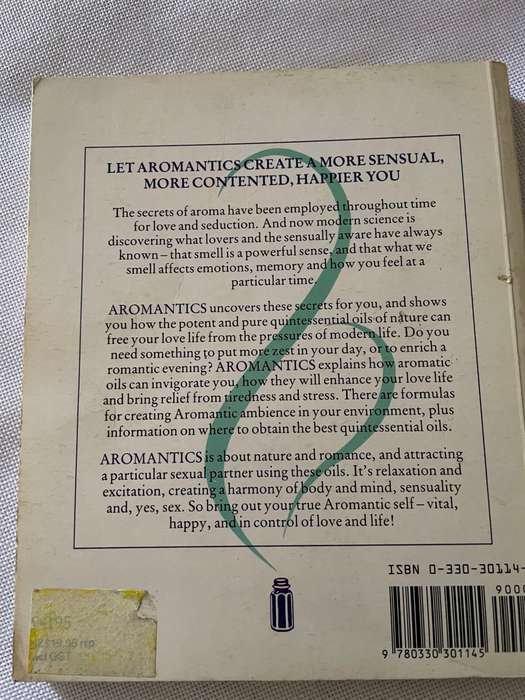 LET AROMANTICS CREATE A MORE SENSUAL,
MORE CONTENTED, HAPPIER YOU
The secrets of aroma have been employed throughout time
for love and seduction. And now modern science is
discovering what lovers and the sensually aware have always
known – that smell is a powerful sense, and that what we
smell affects emotions, memory and how you feel at a
particular time.
AROMANTICS uncovers these secrets for you, and shows
you how the potent and pure quintessential oils of nature can
free your love life from the pressures of modern life. Do you
need something to put more zest in your day, or to enrich a
romantic evening? AROMANTICS explains how aromatic
oils can invigorate you, how they will enhance your love life
and bring relief from tiredness and stress. There are formulas
for creating Aromantic ambience in your environment, plus
information on where to obtain the best quintessential oils.
AROMANTICS is about nature and romance, and attracting
a particular sexual partner using these oils. It's relaxation and
excitation, creating a harmony of body and mind, sensuality
and, yes, sex. So bring out your true Aromantic self – vital,
happy, and in control of love and life!
ISBN 0-330-30114-
9000
9 780330 301145
GST